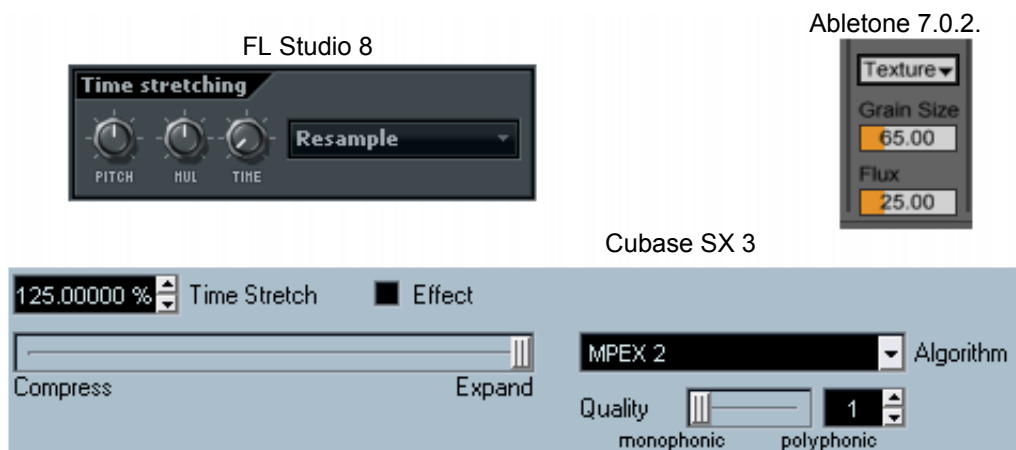 Abletone 7.0.2.
FL Studio 8
Time stretching
Resample
PITCH MUL TIME
Texture
Grain Size
65.00
Flux
25.00
Cubase SX 3
125.00000 % Time Stretch Effect
Compress Expand
MPEX 2 Algorithm
Quality 1
monophonic polyphonic